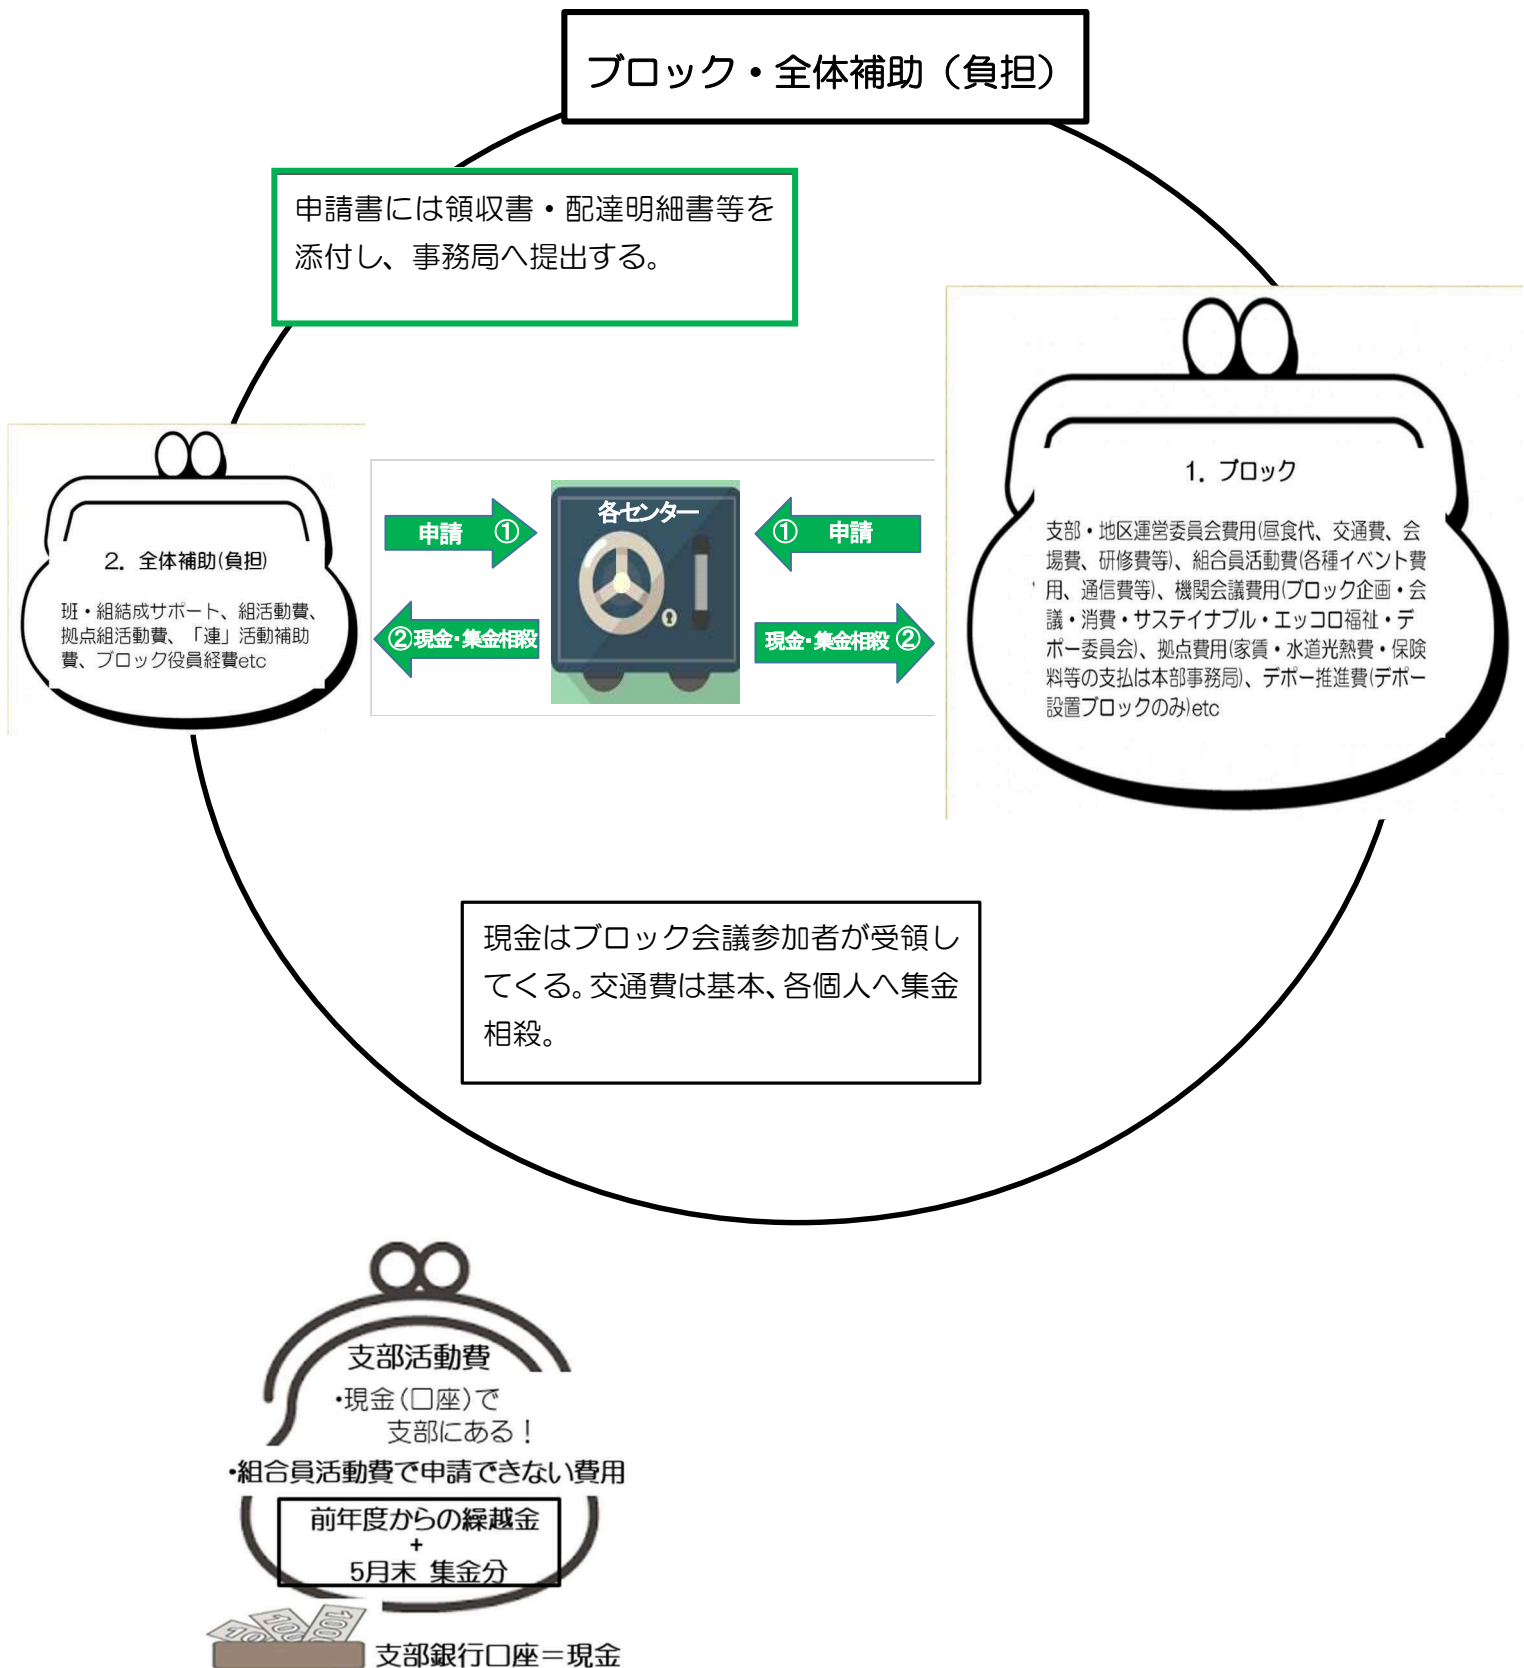 ブロック・全体補助（負担）
申請書には領収書・配達明細書等を
添付し、事務局へ提出する。
1．ブロック
支部・地区運営委員会費用(昼食代、交通費、会
場費、研修費等)、組合員活動費(各種イベント費
用、通信費等)、機関会議費用(ブロック企画・会
議・消費・サステイナブル・エッコロ福祉・デ
ポー委員会)、拠点費用(家賃・水道光熱費・保険
料等の支払は本部事務局)、デポー推進費(デポー
設置ブロックのみ)etc
2．全体補助(負担)
班・組結成サポート、組活動費、
拠点組活動費、「連」活動補助
費、ブロック役員経費etc
各センター
申請 ①
① 申請
②現金・集金相殺
現金・集金相殺 ②
現金はブロック会議参加者が受領し
てくる。交通費は基本、各個人へ集金
相殺。
支部活動費
・現金(口座)で
支部にある！
・組合員活動費で申請できない費用
前年度からの繰越金
+
5月末 集金分
支部銀行口座＝現金